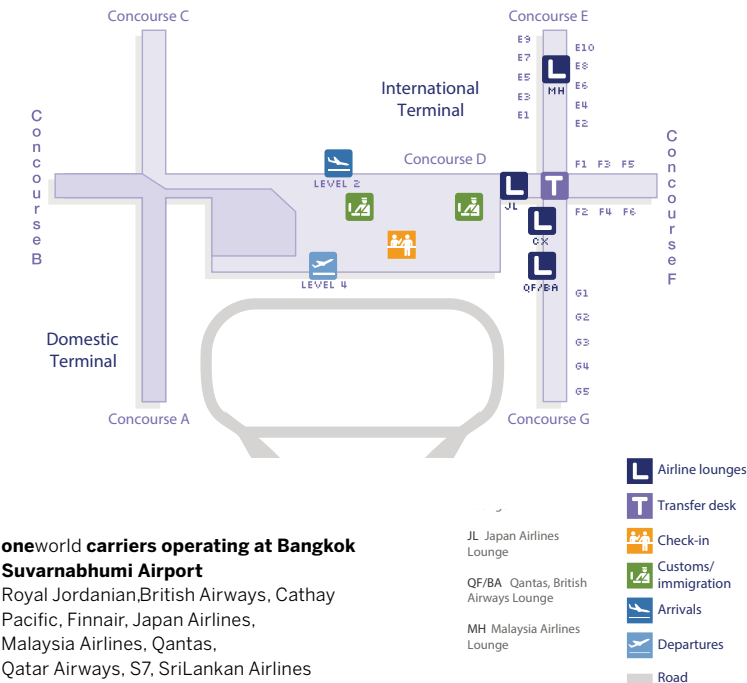 Concourse C
Concourse E
E9
E10
E7
E8
E5
E6
E3
E4
E1
E2
MH
International
Terminal
Concourse B
Concourse D
Concourse F
LEVEL 2
F1 F3 F5
T
L
JL
F2 F4 F6
L
CX
L
QF/BA
L
LEVEL 4
G1
G2
G3
G4
G5
Domestic
Terminal
Concourse A
Concourse G
L Airline lounges
T Transfer desk
Check-in
Customs/
immigration
Arrivals
Departures
Road
oneworld carriers operating at Bangkok
Suvarnabhumi Airport
Royal Jordanian,British Airways, Cathay
Pacific, Finnair, Japan Airlines,
Malaysia Airlines, Qantas,
Qatar Airways, S7, SriLankan Airlines
JL Japan Airlines
Lounge
QF/BA Qantas, British
Airways Lounge
MH Malaysia Airlines
Lounge